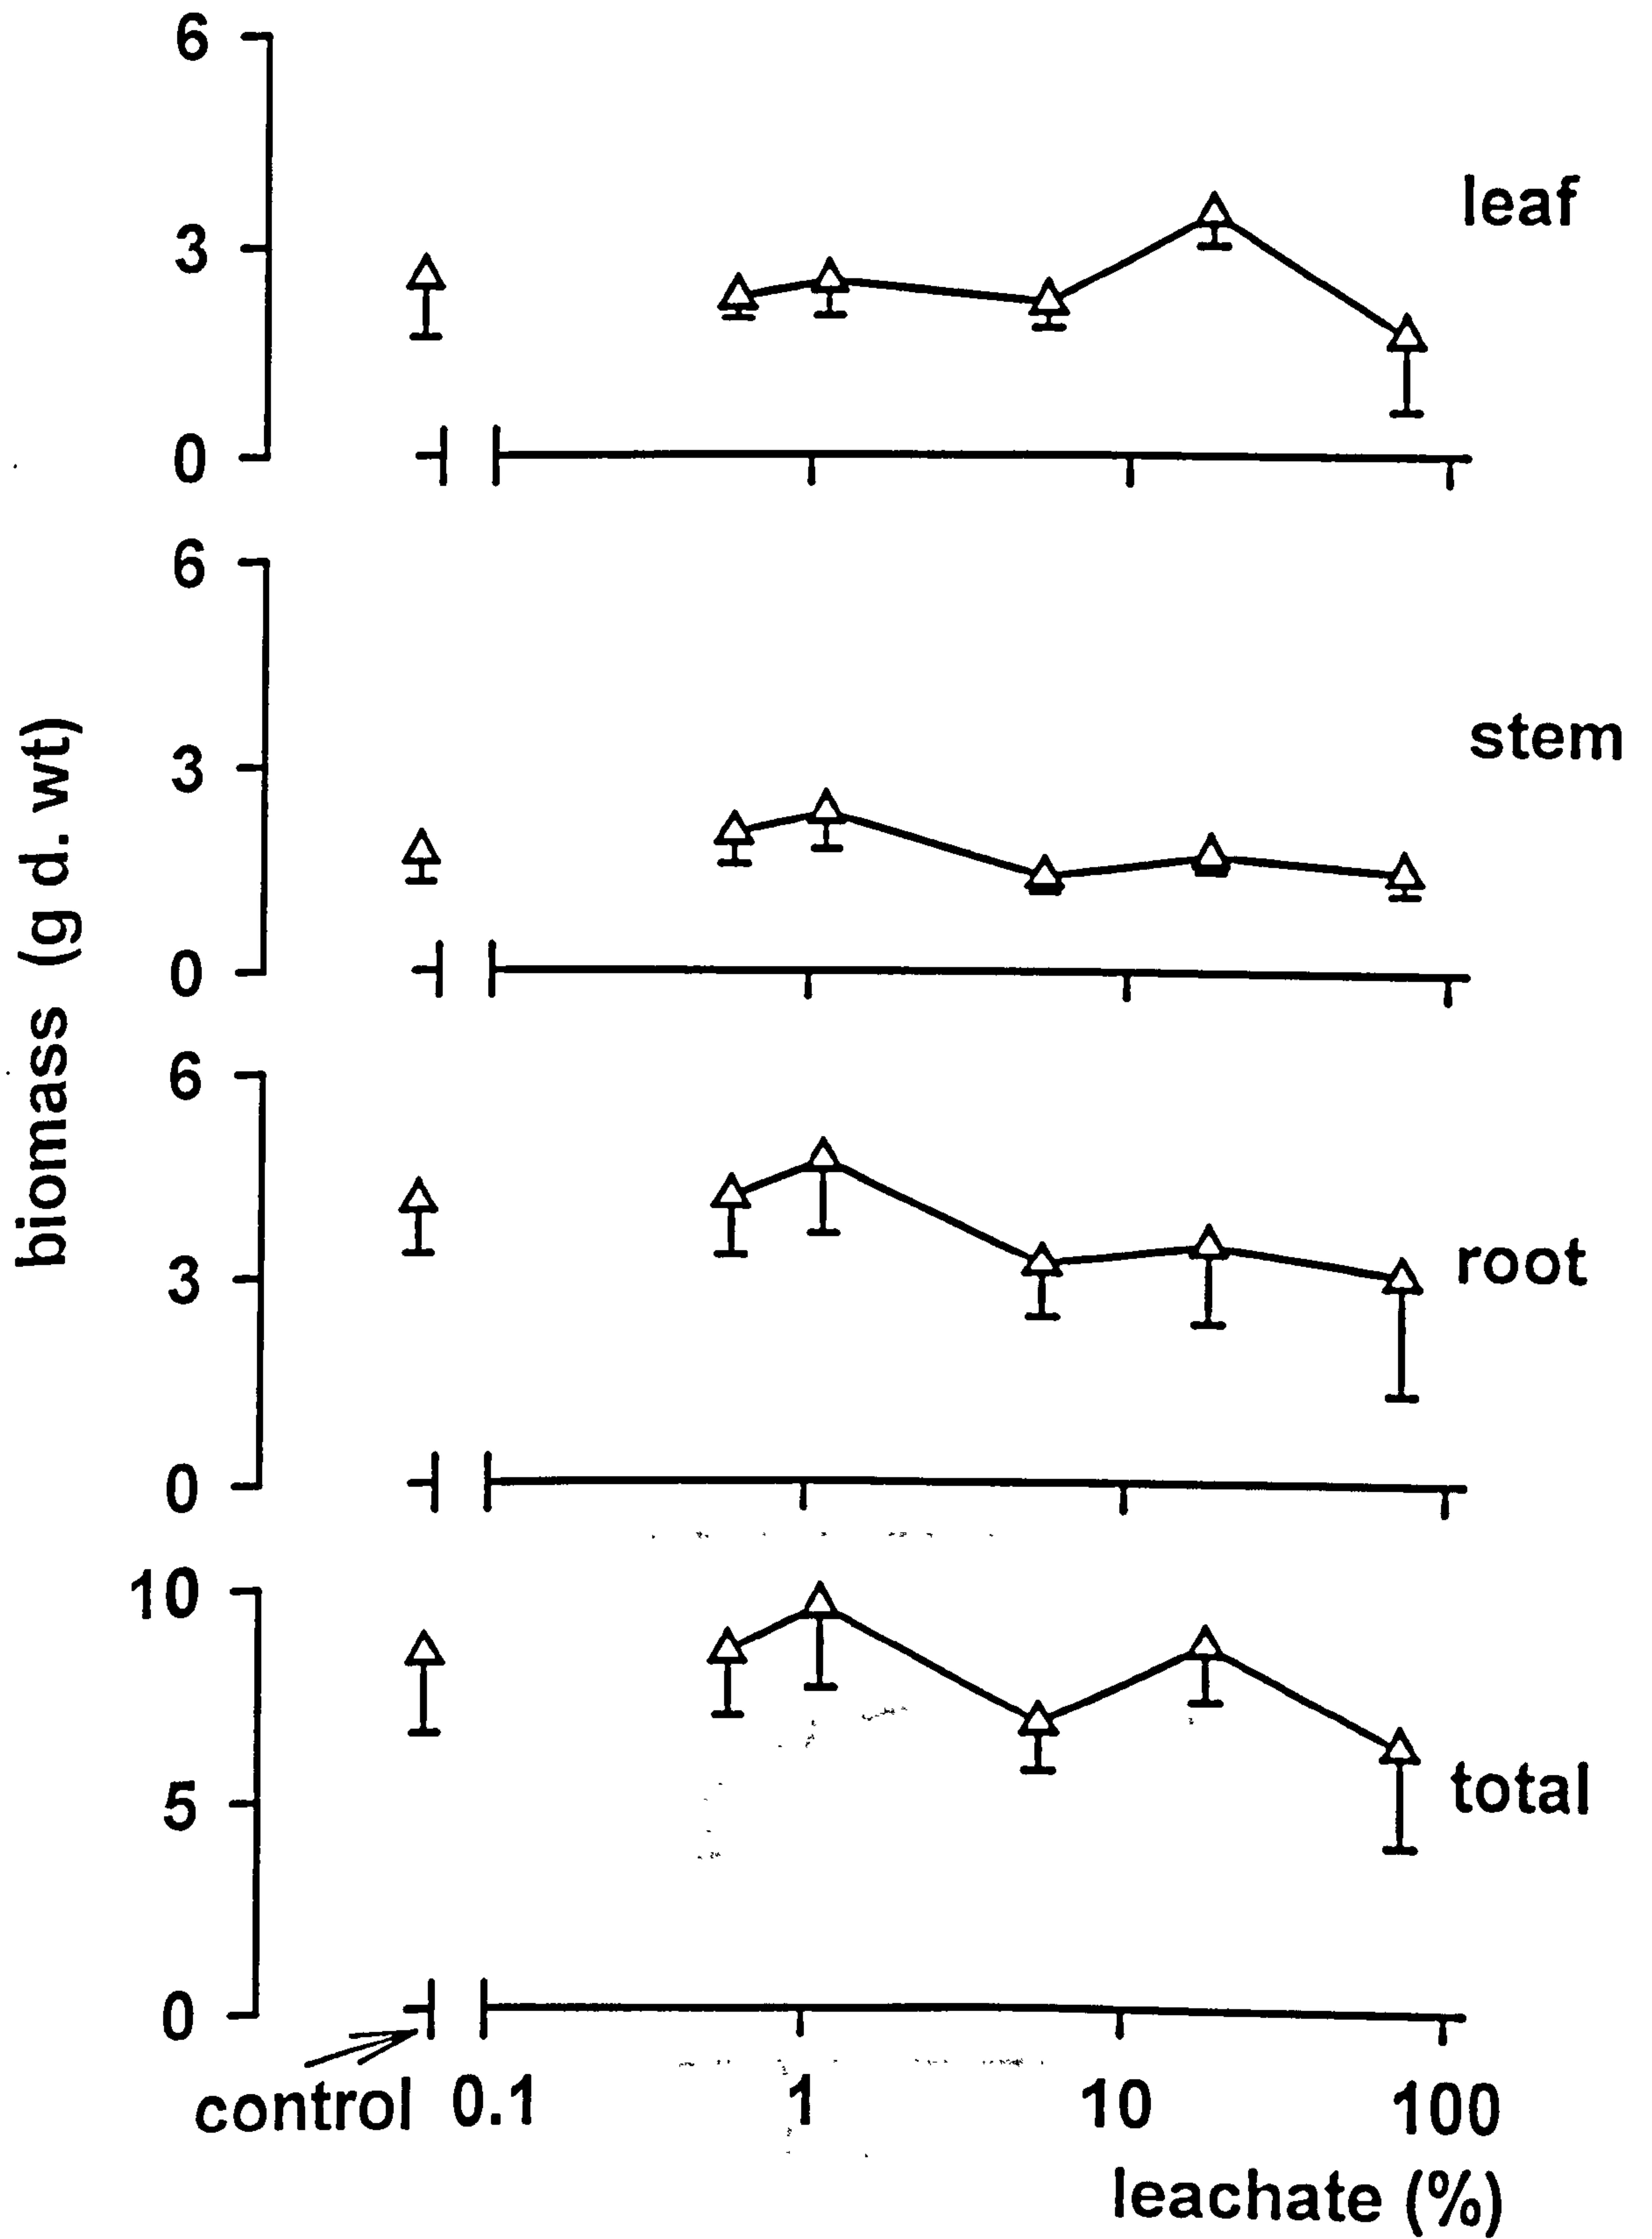 6
leaf
3
0
6
stem
3
0
biomass (g d. wt)
6
root
3
0
10
total
5
0
control 0.1 1 10 100
leachate (%)